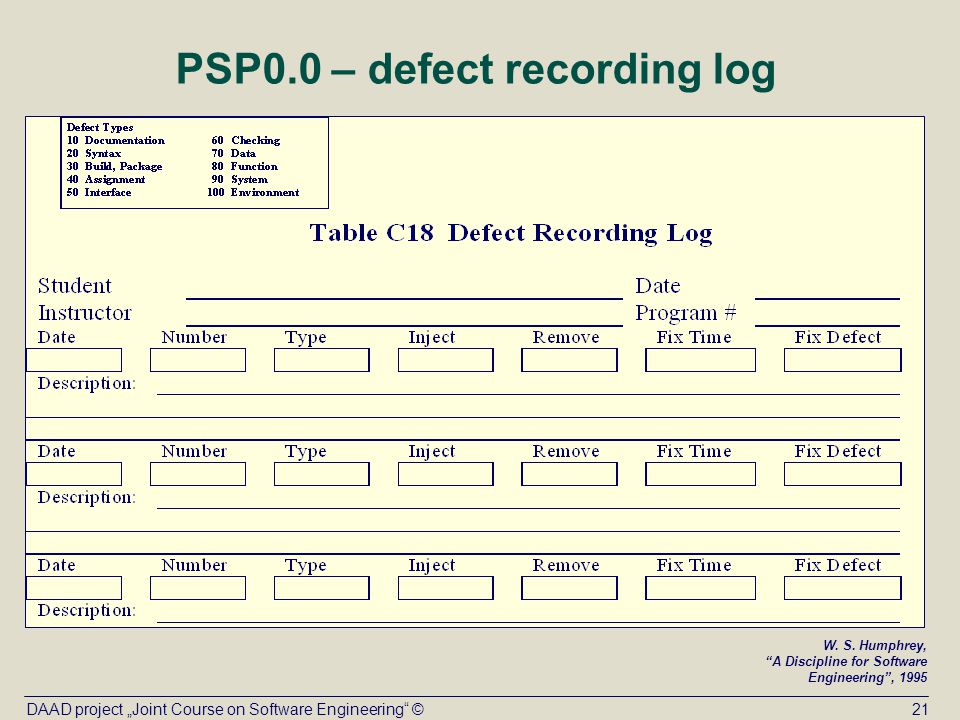 PSP0.0 – defect recording log
Defect Types
10 Documentation 60 Checking
20 Syntax 70 Data
30 Build, Package 80 Function
40 Assignment 90 System
50 Interface 100 Environment
Table C18 Defect Recording Log
Student Date
Instructor Program #
Date Number Type Inject Remove Fix Time Fix Defect
Description:
Date Number Type Inject Remove Fix Time Fix Defect
Description:
Date Number Type Inject Remove Fix Time Fix Defect
Description:
W. S. Humphrey,
“A Discipline for Software
Engineering”, 1995
DAAD project „Joint Course on Software Engineering“ © 21